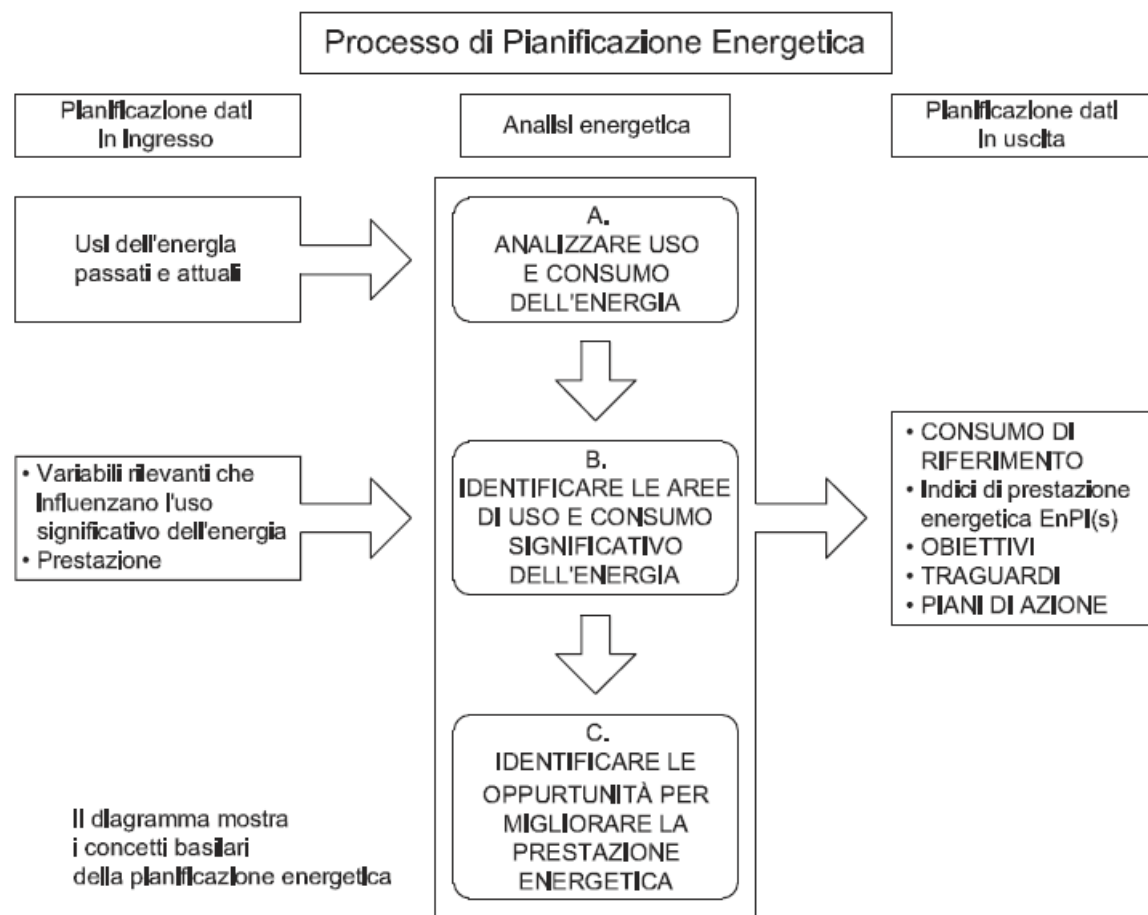 Processo di Pianificazione Energetica
Pianificazione dati
in ingresso
Analisi energetica
Pianificazione dati
in uscita
Usi dell'energia
passati e attuali
A.
ANALIZZARE USO
E CONSUMO
DELL'ENERGIA
• Variabili rilevanti che
influenzano l'uso
significativo dell'energia
• Prestazione
B.
IDENTIFICARE LE AREE
DI USO E CONSUMO
SIGNIFICATIVO
DELL'ENERGIA
• CONSUMO DI
RIFERIMENTO
• Indici di prestazione
energetica EnPI(s)
• OBIETTIVI
• TRAGUARDI
• PIANI DI AZIONE
C.
IDENTIFICARE LE
OPPURTUNITÀ PER
MIGLIORARE LA
PRESTAZIONE
ENERGETICA
Il diagramma mostra
i concetti basilari
della pianificazione energetica